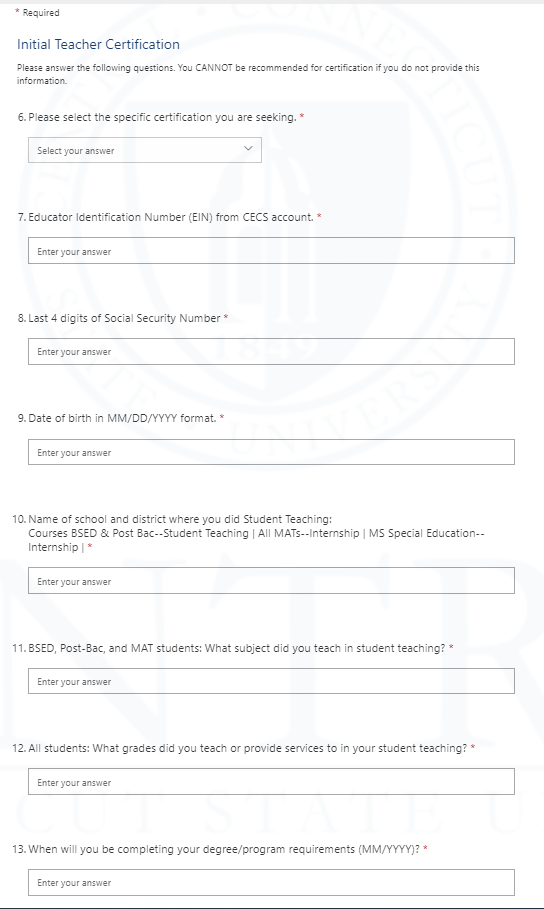 * Required
Initial Teacher Certification
Please answer the following questions. You CANNOT be recommended for certification if you do not provide this
information.
6. Please select the specific certification you are seeking. *
Select your answer
7. Educator Identification Number (EIN) from CECS account. *
Enter your answer
8. Last 4 digits of Social Security Number *
Enter your answer
9. Date of birth in MM/DD/YYYY format. *
Enter your answer
10. Name of school and district where you did Student Teaching:
Courses BSED & Post Bac--Student Teaching | All MATs--Internship | MS Special Education--
Internship | *
Enter your answer
11. BSED, Post-Bac, and MAT students: What subject did you teach in student teaching? *
Enter your answer
12. All students: What grades did you teach or provide services to in your student teaching? *
Enter your answer
13. When will you be completing your degree/program requirements (MM/YYYY)? *
Enter your answer